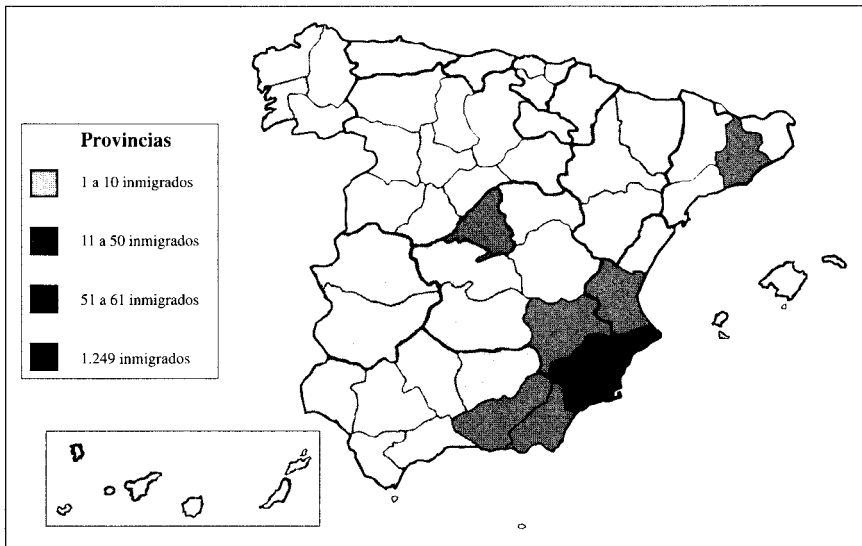 Provincias
1 a 10 inmigrados
11 a 50 inmigrados
51 a 61 inmigrados
1.249 inmigrados